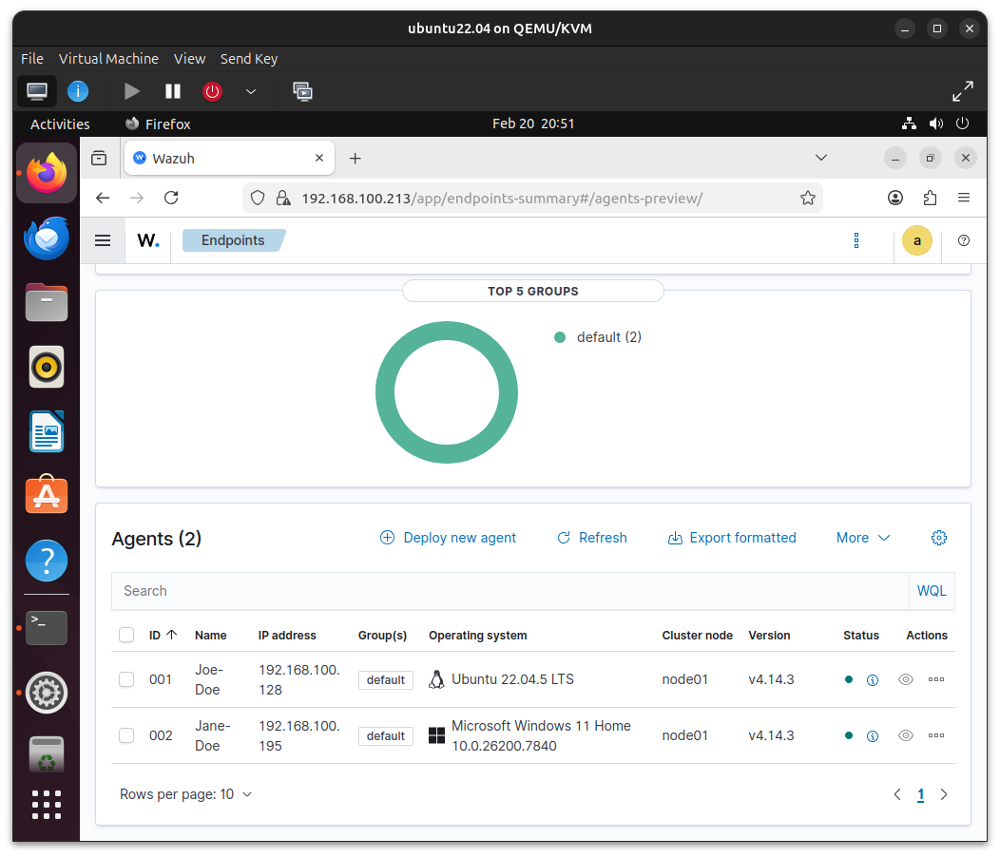 ubuntu22.04 on QEMU/KVM
File Virtual Machine View Send Key
Activities Firefox Feb 20 20:51
Wazuh
192.168.100.213/app/endpoints-summary#/agents-preview/
W. Endpoints a
TOP 5 GROUPS
default (2)
Agents (2) Deploy new agent Refresh Export formatted More
Search WQL
ID Name IP address Group(s) Operating system Cluster node Version Status Actions
001 Joe-Doe 192.168.100.128 default Ubuntu 22.04.5 LTS node01 v4.14.3
002 Jane-Doe 192.168.100.195 default Microsoft Windows 11 Home 10.0.26200.7840 node01 v4.14.3
Rows per page: 10 1